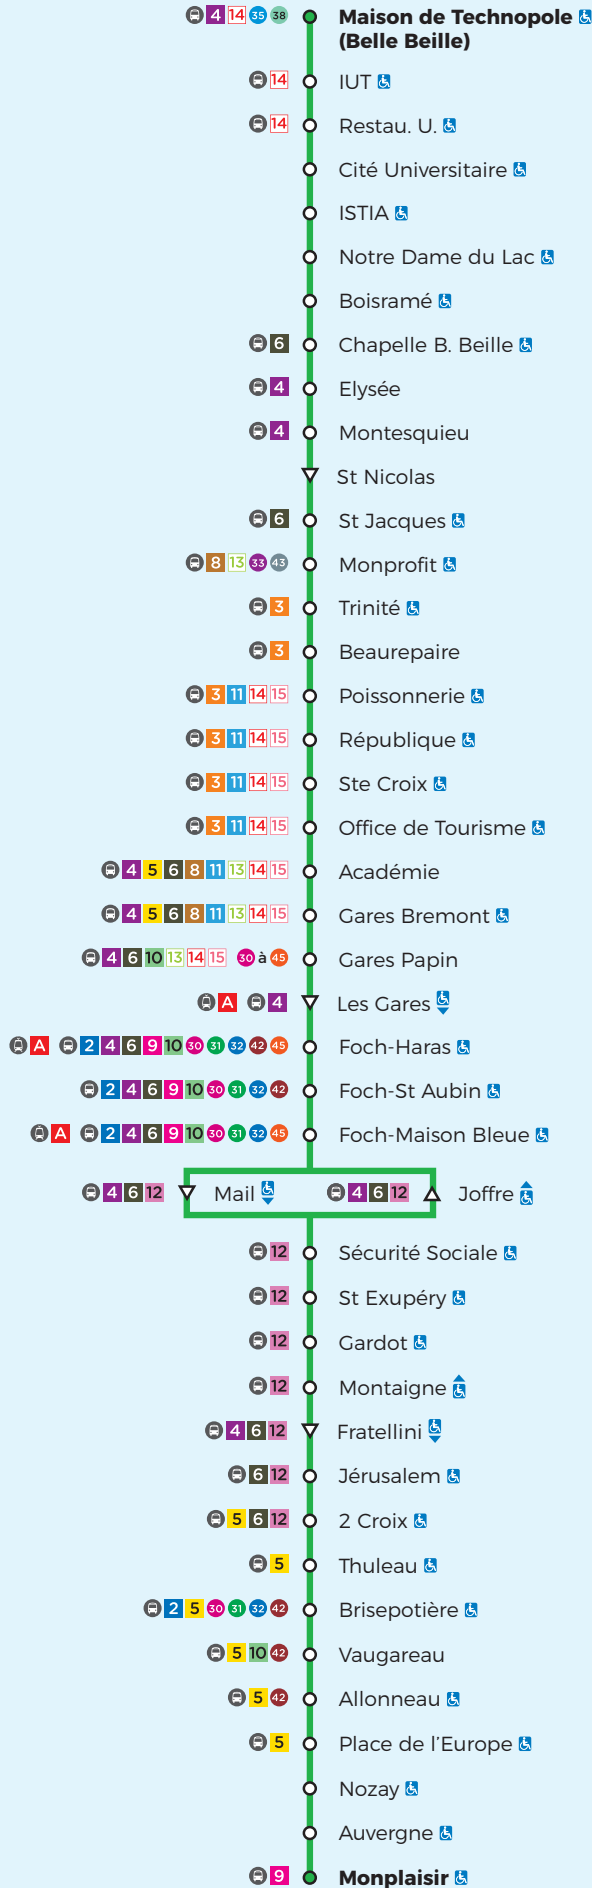 4 14 35 38 Maison de Technopole
(Belle Beille)
14 IUT
14 Restau. U.
Cité Universitaire
ISTIA
Notre Dame du Lac
Boisramé
6 Chapelle B. Beille
4 Elysée
4 Montesquieu
St Nicolas
6 St Jacques
8 13 33 43 Monprofit
3 Trinité
3 Beaurepaire
3 11 14 15 Poissonnerie
3 11 14 15 République
3 11 14 15 Ste Croix
3 11 14 15 Office de Tourisme
4 5 6 8 11 13 14 15 Académie
4 5 6 8 11 13 14 15 Gares Bremont
4 6 10 13 14 15 30 à 45 Gares Papin
A 4 Les Gares
A 2 4 6 9 10 30 31 32 42 45 Foch-Haras
2 4 6 9 10 30 31 32 42 Foch-St Aubin
A 2 4 6 9 10 30 31 32 45 Foch-Maison Bleue
4 6 12 Mail 4 6 12 Joffre
12 Sécurité Sociale
12 St Exupéry
12 Gardot
12 Montaigne
4 6 12 Fratellini
6 12 Jérusalem
5 6 12 2 Croix
5 Thuleau
2 5 30 31 32 42 Brisepotière
5 10 42 Vaugareau
5 42 Allonneau
5 Place de l'Europe
Nozay
Auvergne
9 Monplaisir